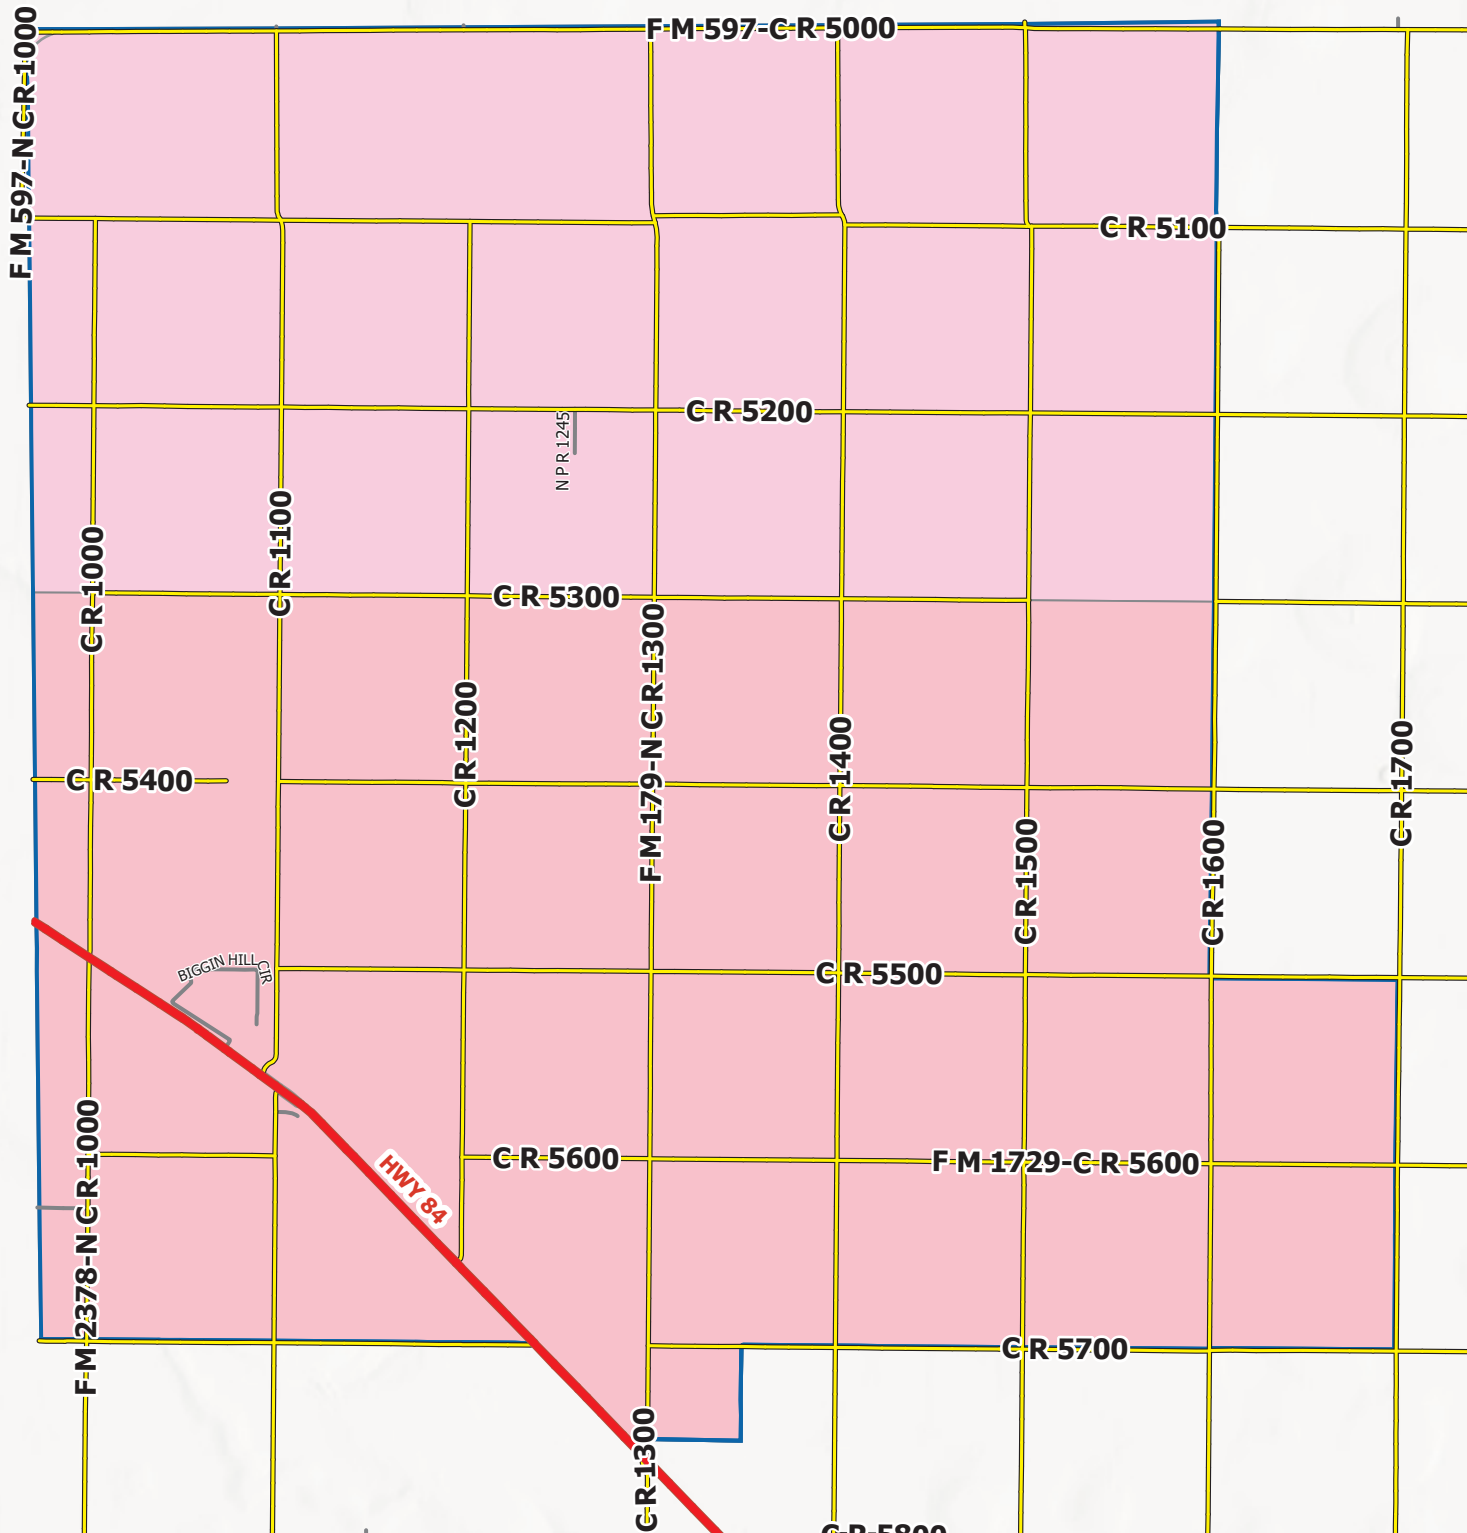 F M 597-C R 5000
F M 597-N C R 1000
C R 5100
C R 5200
N P R 1245
C R 1000
C R 1100
C R 5300
F M 179-N C R 1300
C R 1200
C R 1400
C R 1700
C R 5400
C R 1500
C R 1600
BIGGIN HILL CIR
C R 5500
F M 2378-N C R 1000
C R 5600
F M 1729-C R 5600
HWY 84
C R 5700
C R 1300
C R 5800